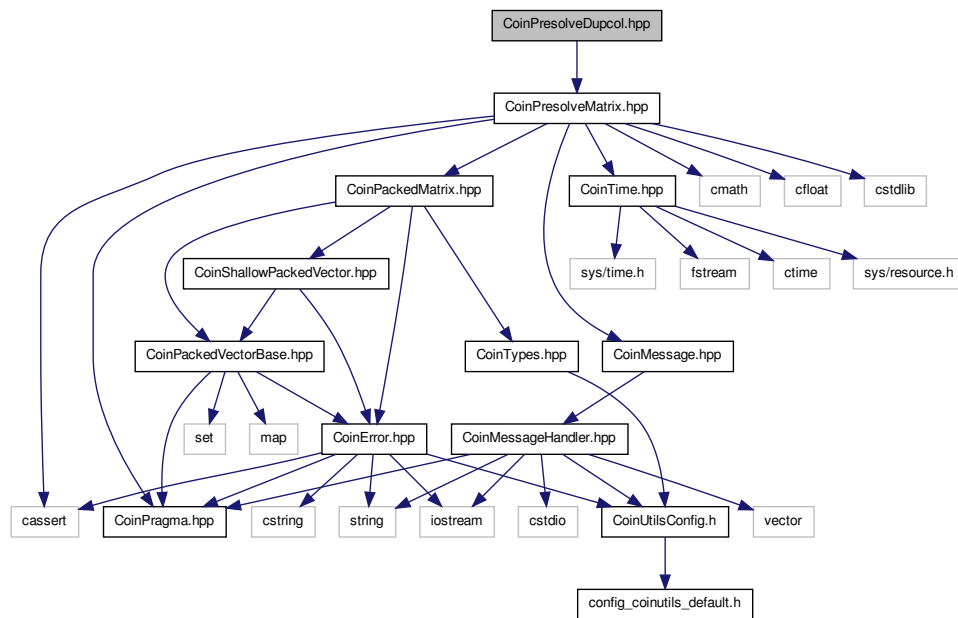 CoinPresolveDupcol.hpp
CoinPresolveMatrix.hpp
CoinPackedMatrix.hpp
CoinTime.hpp
cmath
cfloat
cstdlib
CoinShallowPackedVector.hpp
sys/time.h
fstream
ctime
sys/resource.h
CoinPackedVectorBase.hpp
CoinTypes.hpp
CoinMessage.hpp
set
map
CoinError.hpp
CoinMessageHandler.hpp
cassert
CoinPragma.hpp
cstring
string
iostream
cstdio
CoinUtilsConfig.h
vector
config_coinutils_default.h